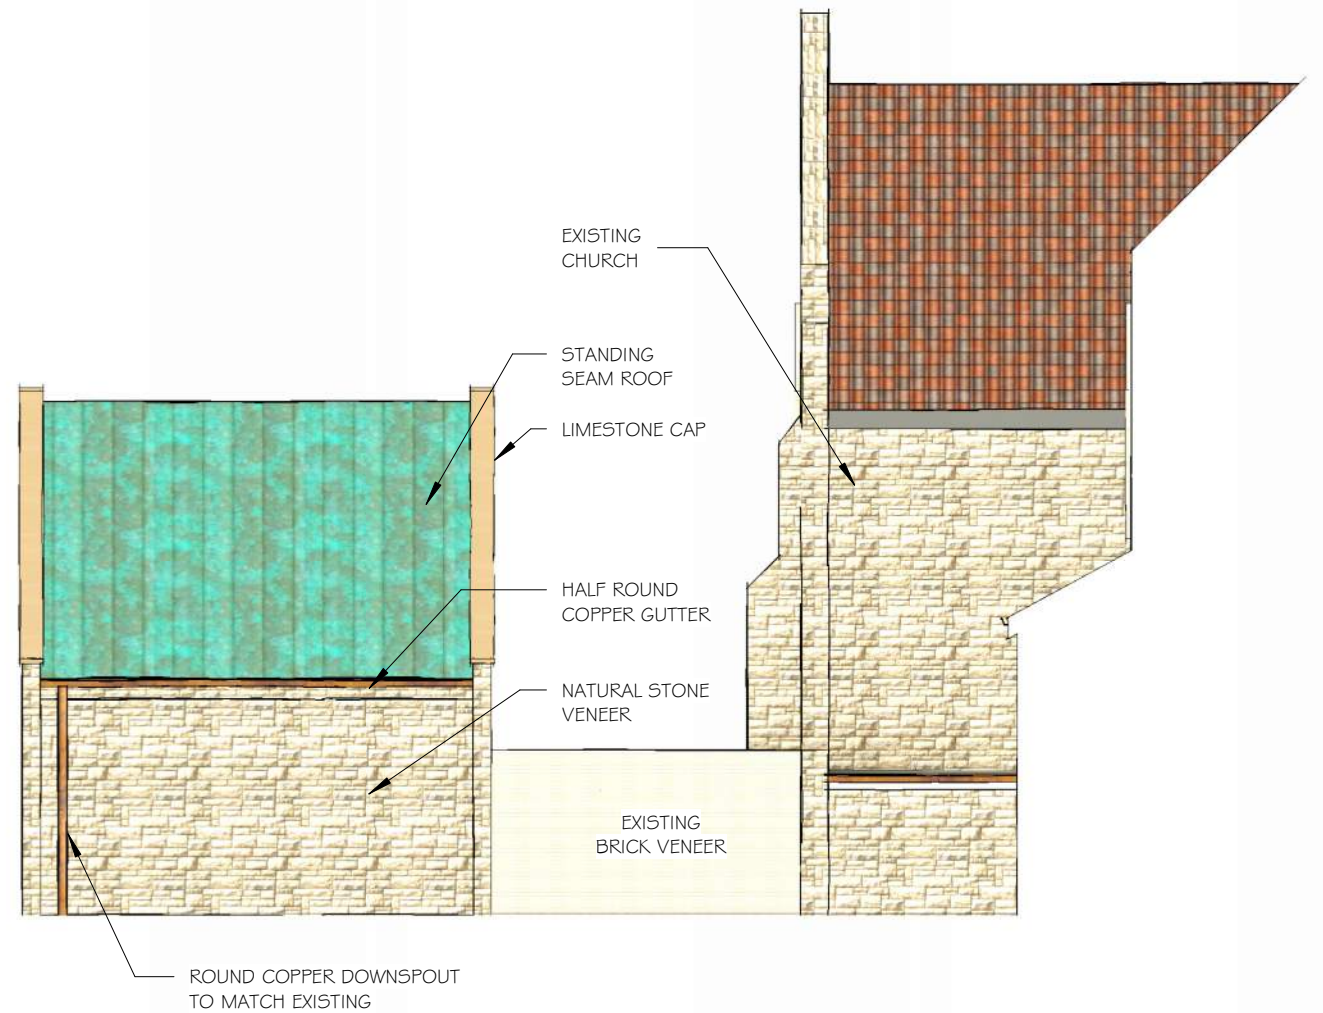 EXISTING
CHURCH
STANDING
SEAM ROOF
LIMESTONE CAP
HALF ROUND
COPPER GUTTER
NATURAL STONE
VENEER
EXISTING
BRICK VENEER
ROUND COPPER DOWNSPOUT
TO MATCH EXISTING